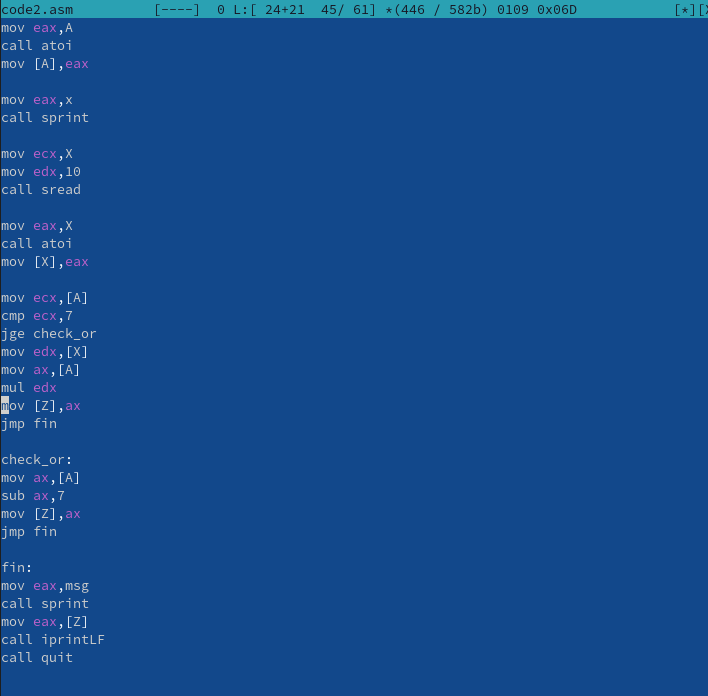 code2.asm [----] 0 L:[ 24+21 45/ 61] *(446 / 582b) 0109 0x06D [*][X
mov eax,A
call atoi
mov [A],eax
mov eax,x
call sprint
mov ecx,X
mov edx,10
call sread
mov eax,X
call atoi
mov [X],eax
mov ecx,[A]
cmp ecx,7
jge check_or
mov edx,[X]
mov ax,[A]
mul edx
mov [Z],ax
jmp fin
check_or:
mov ax,[A]
sub ax,7
mov [Z],ax
jmp fin
fin:
mov eax,msg
call sprint
mov eax,[Z]
call iprintLF
call quit